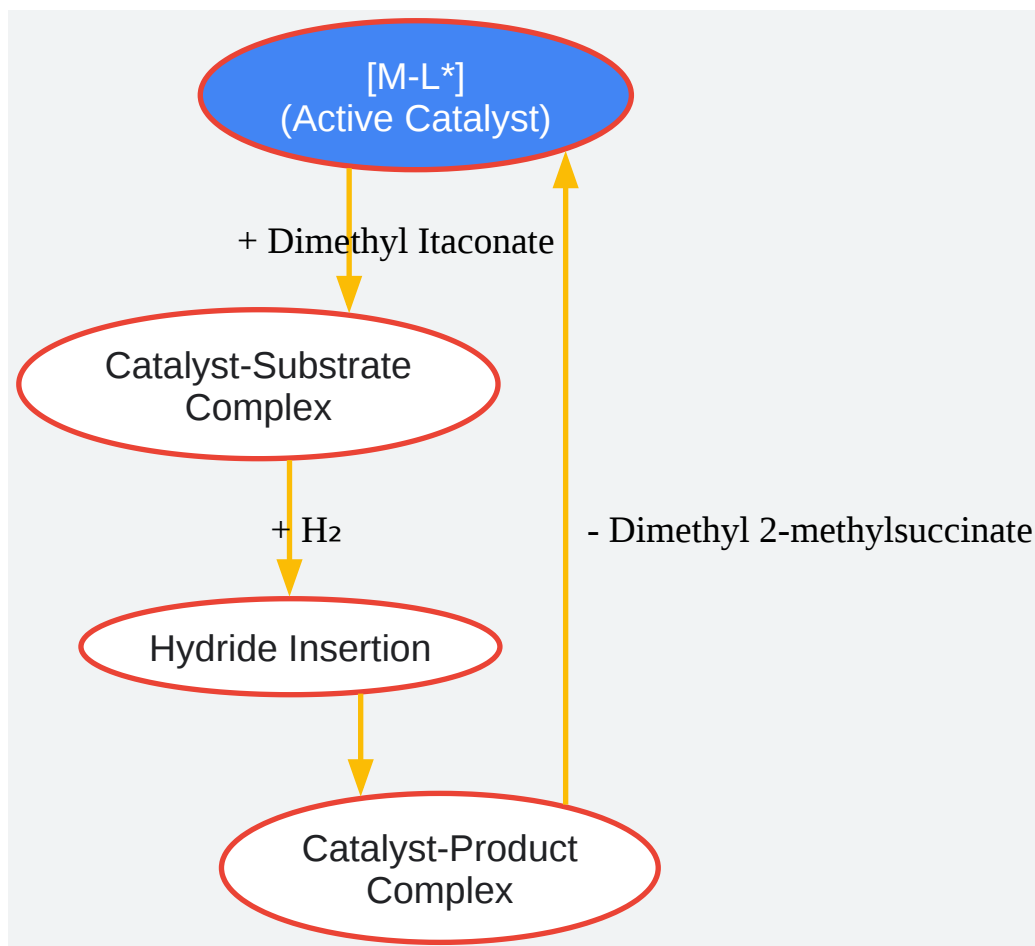 [M-L*]
(Active Catalyst)
+ Dimethyl Itaconate
Catalyst-Substrate
Complex
+ H₂
- Dimethyl 2-methylsuccinate
Hydride Insertion
Catalyst-Product
Complex